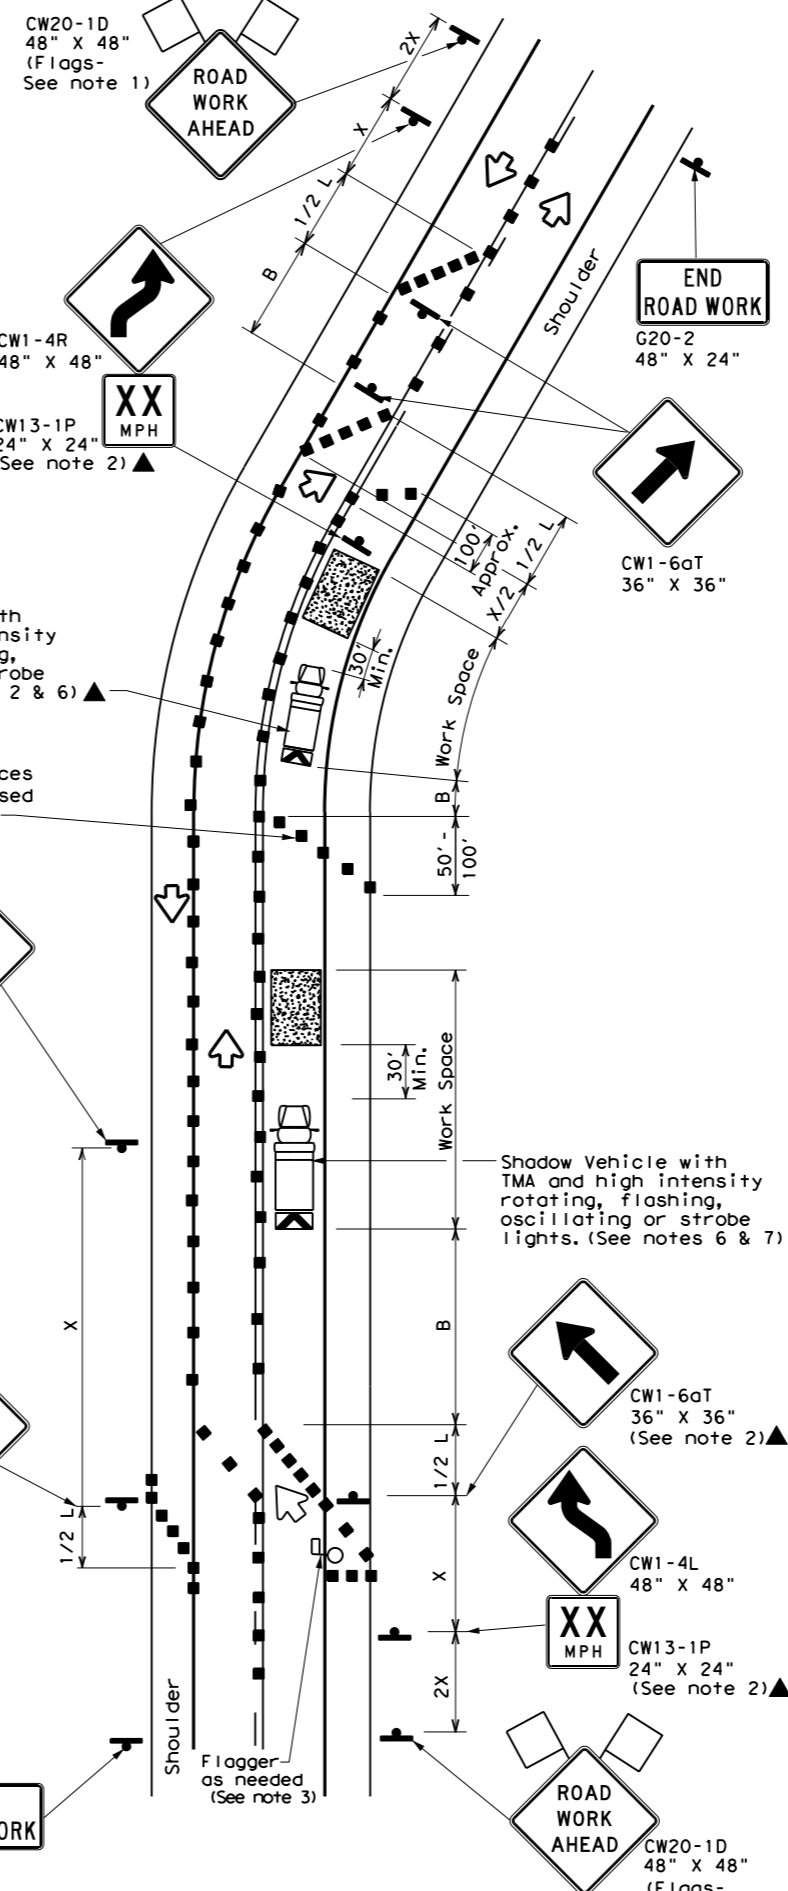 CW20-1D
48" X 48"
(Flags-
See note 1)
ROAD
WORK
AHEAD
2X
X
1/2 L
B
CW1-4R
48" X 48"
XX
MPH
CW13-1P
24" X 24"
(See note 2)
Shoulder
END
ROAD WORK
G20-2
48" X 24"
CW1-6aT
36" X 36"
100'
Approx.
1/2 L
X/2
30'
Min.
Work Space
B
50' -
100'
2 & 6)
30'
Min.
Work Space
Shadow Vehicle with
TMA and high intensity
rotating, flashing,
oscillating or strobe
lights. (See notes 6 & 7)
X
B
CW1-6aT
36" X 36"
(See note 2)
1/2 L
1/2 L
X
CW1-4L
48" X 48"
XX
MPH
CW13-1P
24" X 24"
(See note 2)
2X
Shoulder
Flagger
as needed
(See note 3)
ROAD
WORK
AHEAD
CW20-1D
48" X 48"
(Flags-